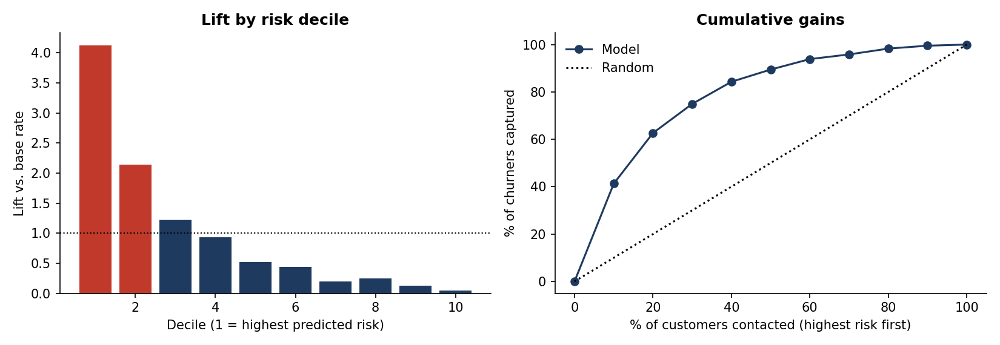 Lift by risk decile
Lift vs. base rate
4.0
3.5
3.0
2.5
2.0
1.5
1.0
0.5
0.0
2 4 6 8 10
Decile (1 = highest predicted risk)
Cumulative gains
Model
Random
% of churners captured
100
80
60
40
20
0
0 20 40 60 80 100
% of customers contacted (highest risk first)